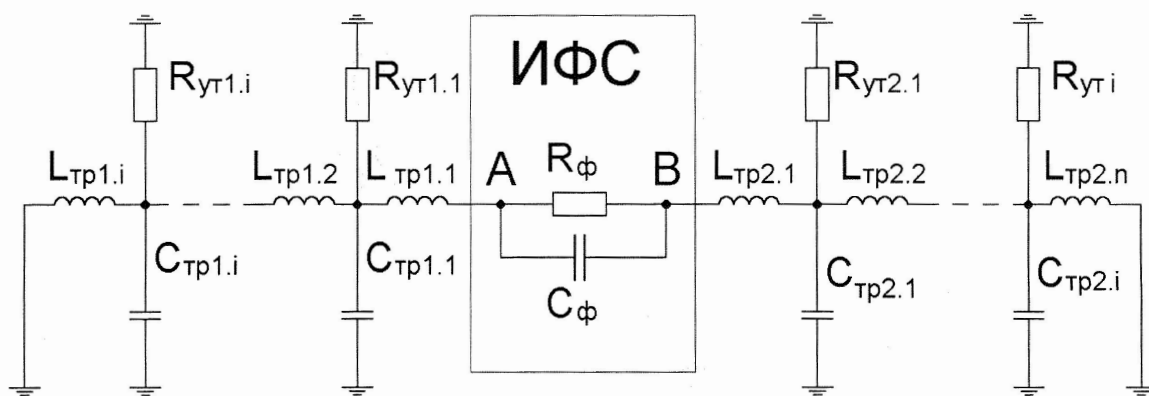 ИФС
Rут1.i
Rут1.1
Rут2.1
Rут i
Lтр1.i
Lтр1.2
L тр1.1
A
Rф
B
Lтр2.1
Lтр2.2
Lтр2.n
Cтр1.i
Cтр1.1
Cф
Cтр2.1
Cтр2.i